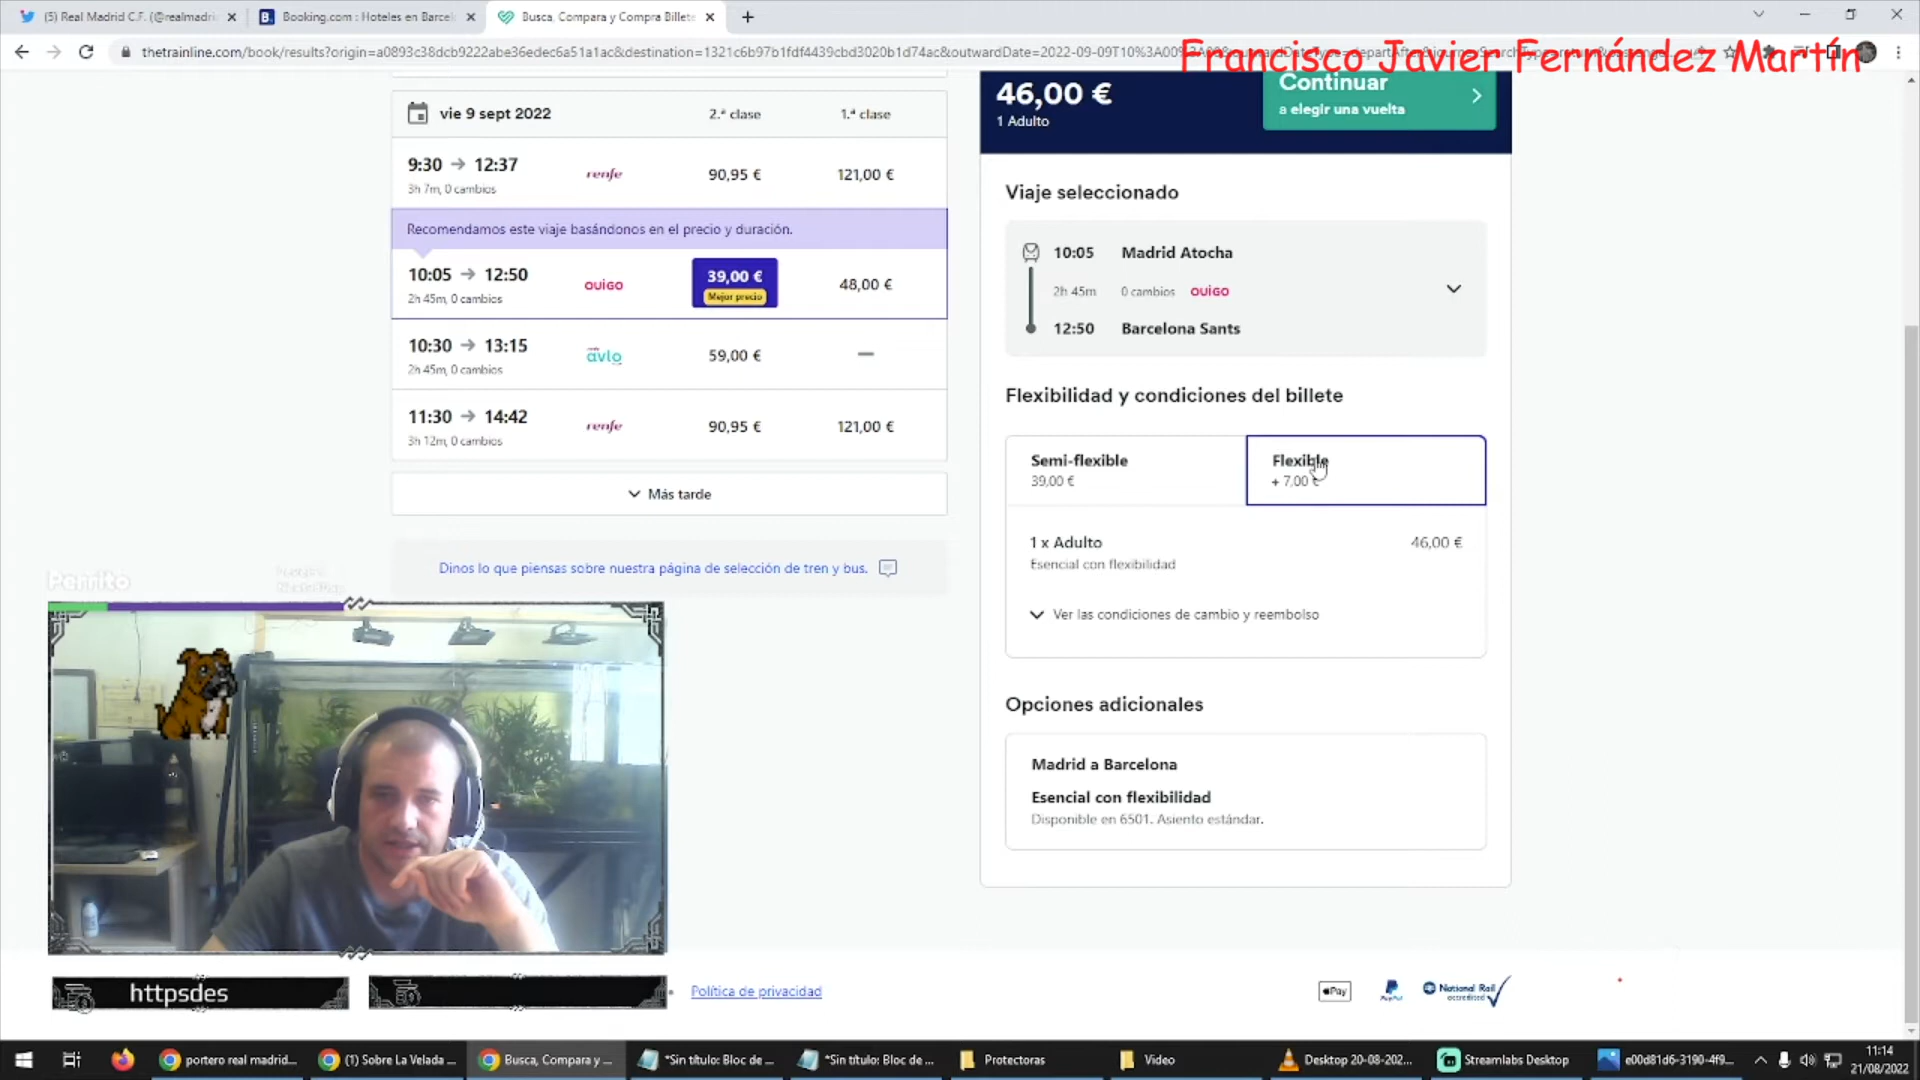 (5) Real Madrid C.F. (@realmadri
Booking.com : Hoteles en Barcel
Busca, Compara y Compra Billete
Francisco Javier Fernández Martín
46,00 €
1 Adulto
Continuar
a elegir una vuelta
vie 9 sept 2022
2.ª clase
1.ª clase
9:30 → 12:37
3h 7m, 0 cambios
renfe
90,95 €
121,00 €
Recomendamos este viaje basándonos en el precio y duración.
10:05 → 12:50
2h 45m, 0 cambios
OUIGO
39,00 €
Mejor precio
48,00 €
10:30 → 13:15
2h 45m, 0 cambios
avlo
59,00 €
—
11:30 → 14:42
3h 12m, 0 cambios
renfe
90,95 €
121,00 €
Más tarde
Dinos lo que piensas sobre nuestra página de selección de tren y bus.
Viaje seleccionado
10:05 Madrid Atocha
2h 45m 0 cambios OUIGO
12:50 Barcelona Sants
Flexibilidad y condiciones del billete
Semi-flexible
39,00 €
Flexible
+ 7,00 €
1 x Adulto
46,00 €
Esencial con flexibilidad
Ver las condiciones de cambio y reembolso
Opciones adicionales
Madrid a Barcelona
Esencial con flexibilidad
Disponible en 6501. Asiento estándar.
Perrito
httpsdes
Política de privacidad
Pay
PayPal
National Rail
accredited
portero real madrid...
(1) Sobre La Velada ...
Busca, Compara y ...
*Sin título: Bloc de ...
*Sin título: Bloc de ...
Protectoras
Video
Desktop 20-08-202...
Streamlabs Desktop
e00d81d6-3190-4f9...
11:14
21/08/2022